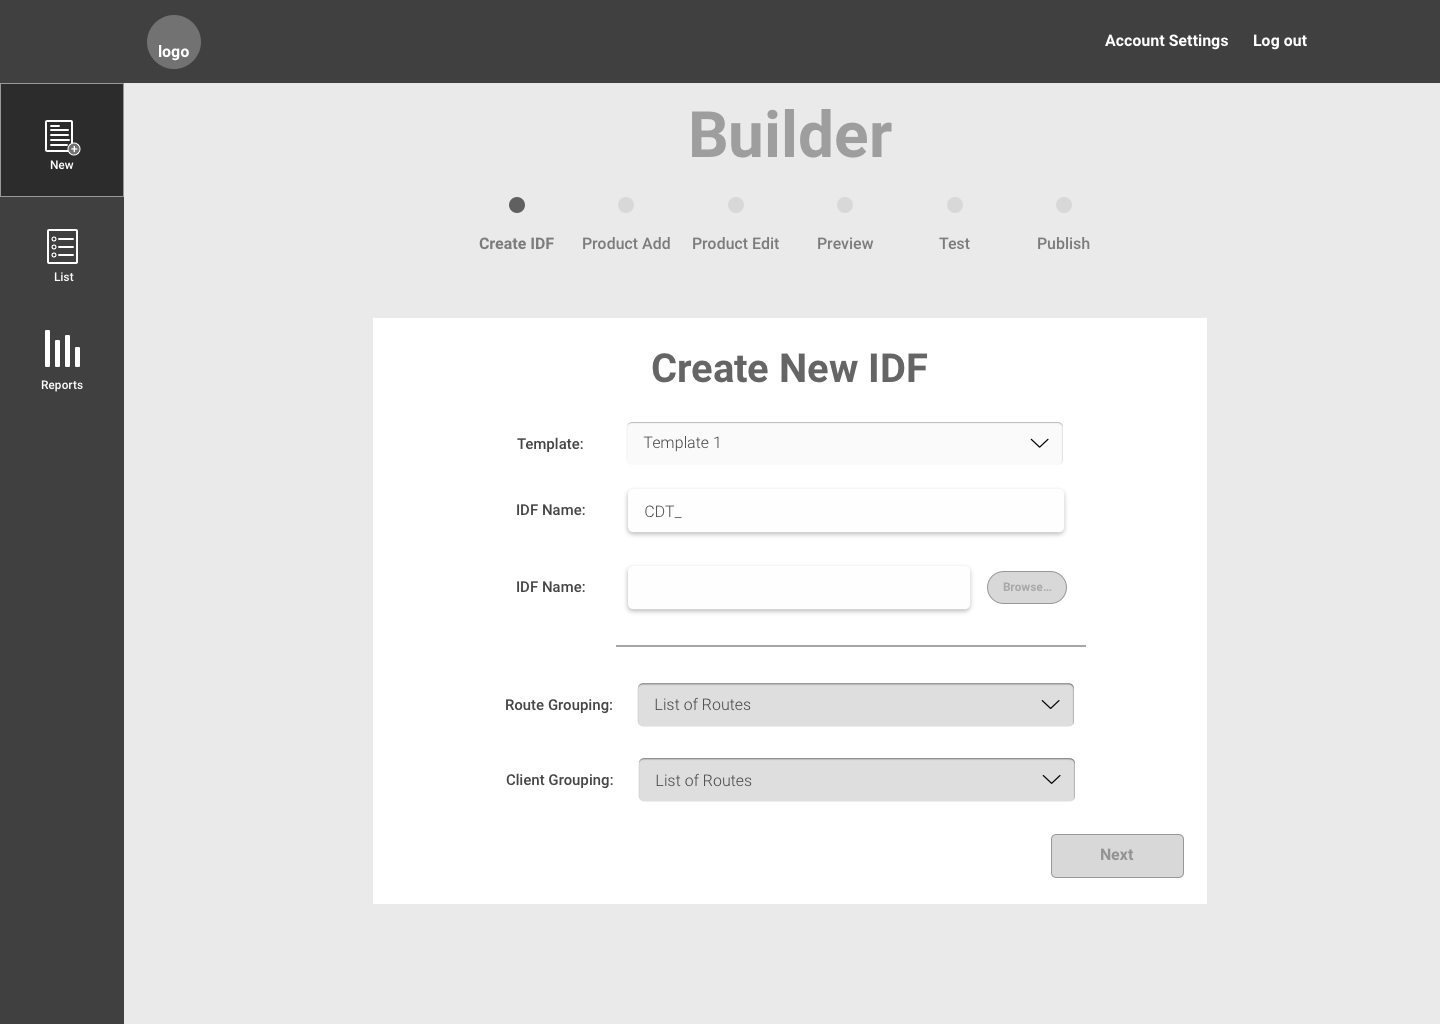 logo
Account Settings
Log out
New
List
Reports
Builder
Create IDF
Product Add
Product Edit
Preview
Test
Publish
Create New IDF
Template:
Template 1
IDF Name:
CDT_
IDF Name:
Browse...
Route Grouping:
List of Routes
Client Grouping:
List of Routes
Next